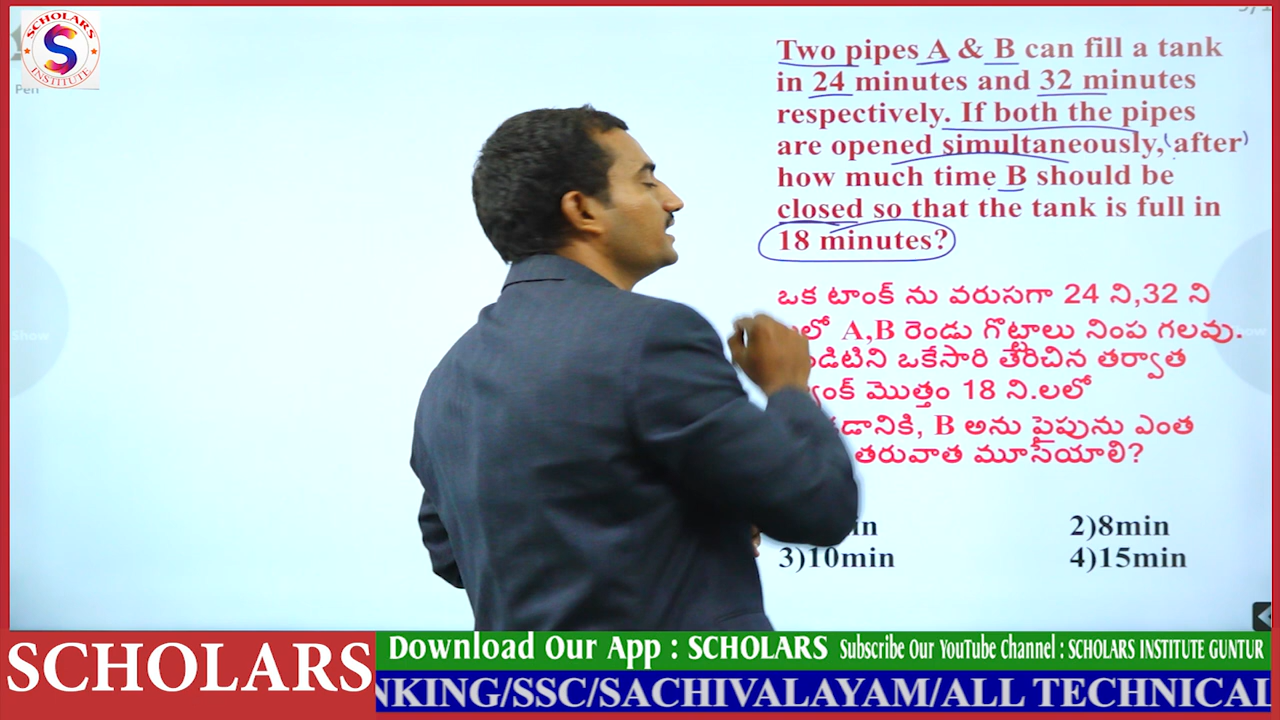 SCHOLARS
S
INSTITUTE
Pen
Two pipes A & B can fill a tank
in 24 minutes and 32 minutes
respectively. If both the pipes
are opened simultaneously, (after)
how much time B should be
closed so that the tank is full in
18 minutes?
ఒక టాంక్ ను వరుసగా 24 ని,32 ని
లో A,B రెండు గొట్టాలు నింప గలవు.
ఒకేసారి తెరిచిన తర్వాత
మొత్తం 18 ని.లలో
B అను పైపును ఎంత
తరువాత మూసేయాలి?
2)8min
3)10min
4)15min
Show
Show
SCHOLARS
Download Our App : SCHOLARS Subscribe Our YouTube Channel : SCHOLARS INSTITUTE GUNTUR
NKING/SSC/SACHIVALAYAM/ALL TECHNICAL